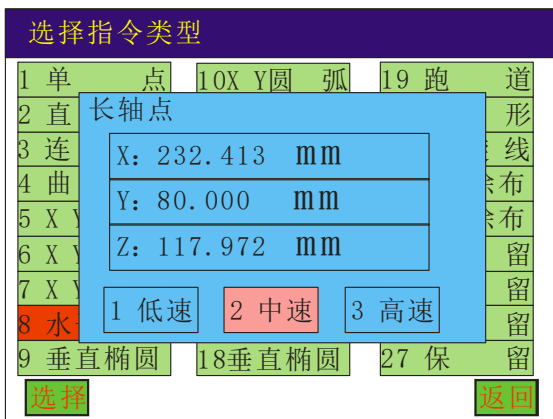 选择指令类型
1 单 点 10X Y圆 弧 19 跑 道
2 直 形
3 连 线
4 曲 布
5 X Y 布
6 X Y 留
7 X Y 留
8 水 留
9 垂直椭圆 18垂直椭圆 27 保 留
长轴点
X: 232.413 mm
Y: 80.000 mm
Z: 117.972 mm
1 低速 2 中速 3 高速
选择 返回